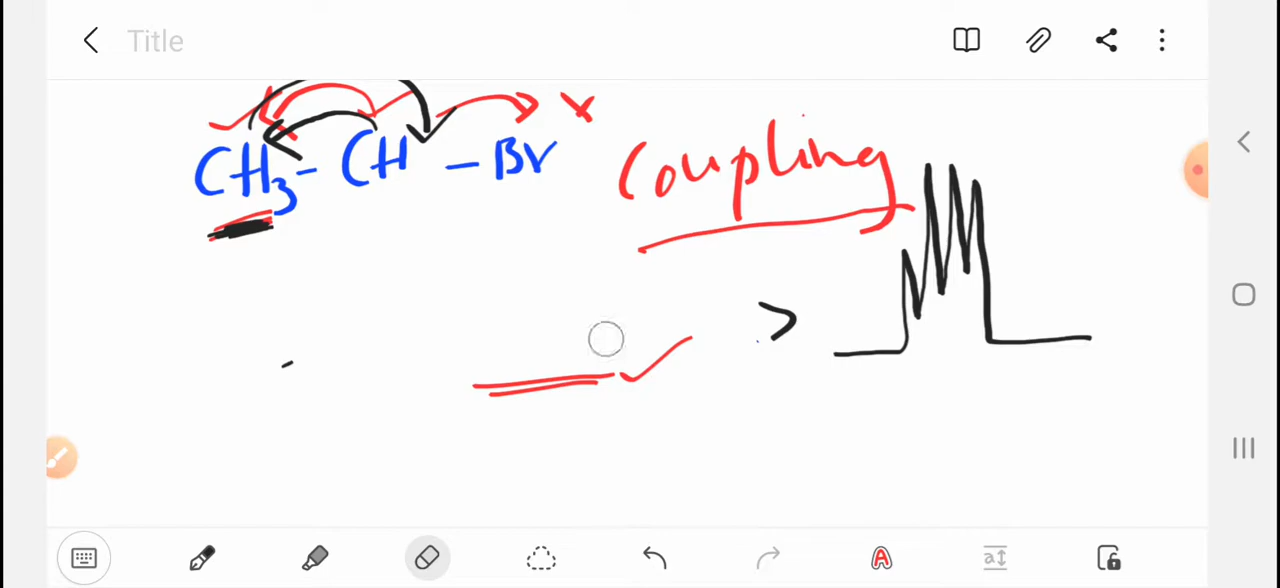 Title
CH3 - CH - Br
Coupling
>
A
a